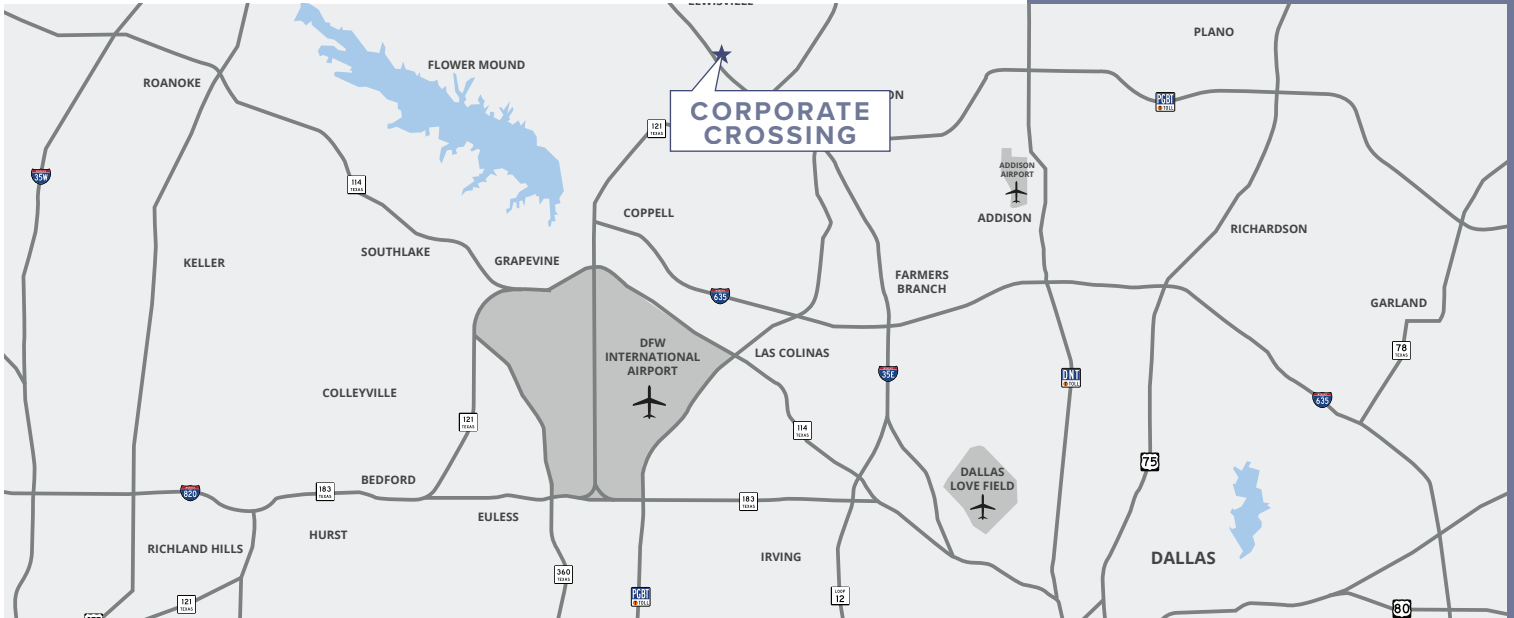 PLANO
FLOWER MOUND
ROANOKE
PGBT
TOLL
CORPORATE
CROSSING
121
TEXAS
ADDISON
AIRPORT
35W
114
TEXAS
COPPELL
ADDISON
RICHARDSON
SOUTHLAKE
GRAPEVINE
KELLER
FARMERS
BRANCH
635
GARLAND
DFW
INTERNATIONAL
AIRPORT
LAS COLINAS
78
TEXAS
35E
DNT
TOLL
COLLEYVILLE
635
121
TEXAS
114
TEXAS
75
DALLAS
LOVE FIELD
BEDFORD
820
183
TEXAS
183
TEXAS
EULESS
HURST
RICHLAND HILLS
IRVING
DALLAS
360
TEXAS
PGBT
TOLL
LOOP
12
121
TEXAS
80